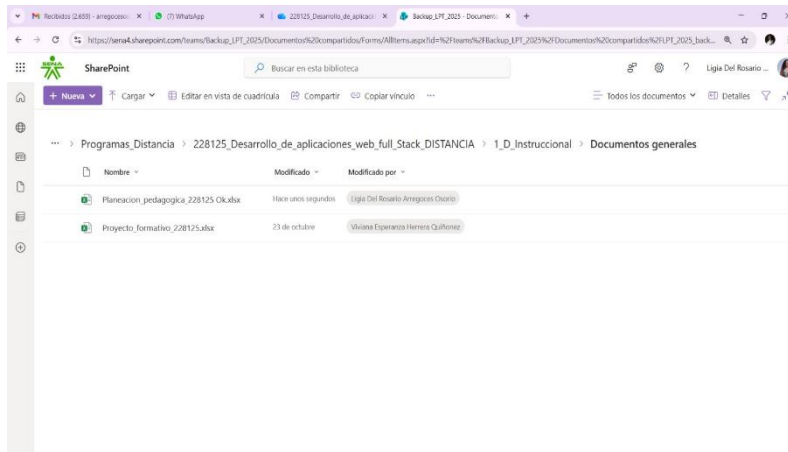 Recibidos (2.659) - arregocesos
(7) WhatsApp
228125_Desarrollo_de_aplicacio
Backup_LPT_2025 - Documento
https://sena4.sharepoint.com/teams/Backup_LPT_2025/Documentos%20compartidos/Forms/AllItems.aspx?id=%2Fteams%2FBackup_LPT_2025%2FDocumentos%20compartidos%2FLPT_2025_back...
SENA
SharePoint
Buscar en esta biblioteca
?
Ligia Del Rosario ...
+ Nueva
Cargar
Editar en vista de cuadrícula
Compartir
Copiar vínculo
...
Todos los documentos
Detalles
... > Programas_Distancia > 228125_Desarrollo_de_aplicaciones_web_full_Stack_DISTANCIA > 1_D_Instruccional > Documentos generales
Nombre
Modificado
Modificado por
Planeacion_pedagogica_228125 Ok.xlsx
Hace unos segundos
Ligia Del Rosario Arregoces Osorio
Proyecto_formativo_228125.xlsx
23 de octubre
Viviana Esperanza Herrera Quiñonez